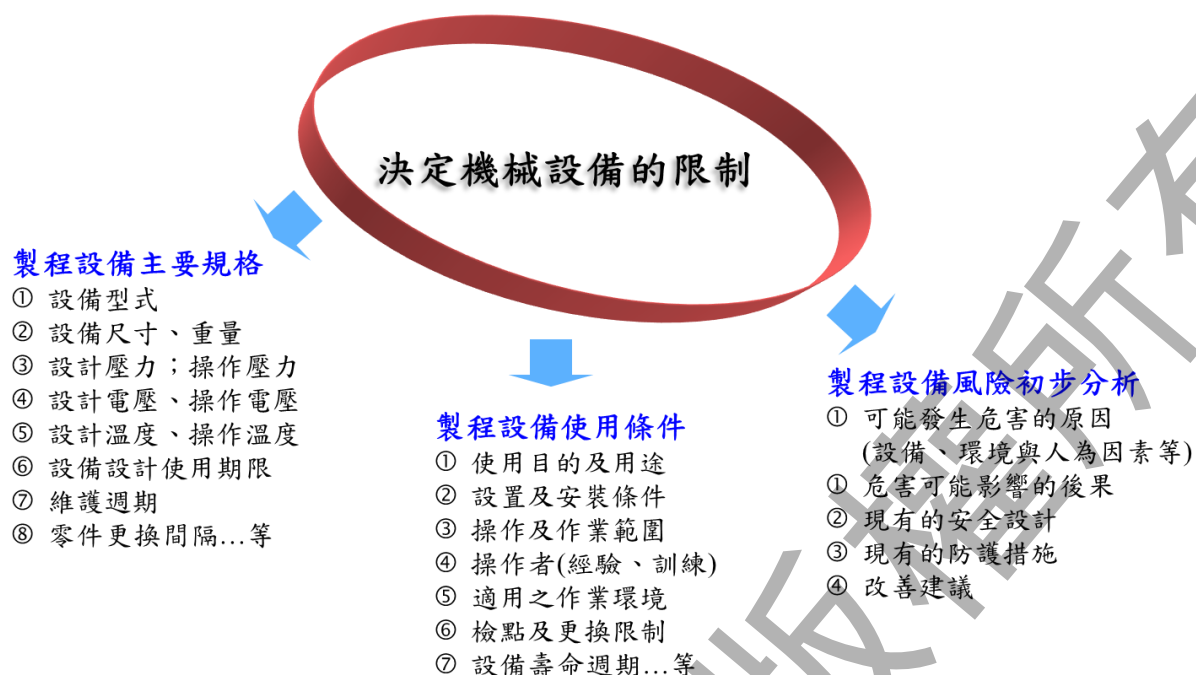 決定機械設備的限制
製程設備主要規格
① 設備型式
② 設備尺寸、重量
③ 設計壓力；操作壓力
④ 設計電壓、操作電壓
⑤ 設計溫度、操作溫度
⑥ 設備設計使用期限
⑦ 維護週期
⑧ 零件更換間隔…等
製程設備使用條件
① 使用目的及用途
② 設置及安裝條件
③ 操作及作業範圍
④ 操作者(經驗、訓練)
⑤ 適用之作業環境
⑥ 檢點及更換限制
⑦ 設備壽命週期…等
製程設備風險初步分析
① 可能發生危害的原因
(設備、環境與人為因素等)
① 危害可能影響的後果
② 現有的安全設計
③ 現有的防護措施
④ 改善建議
版權所有